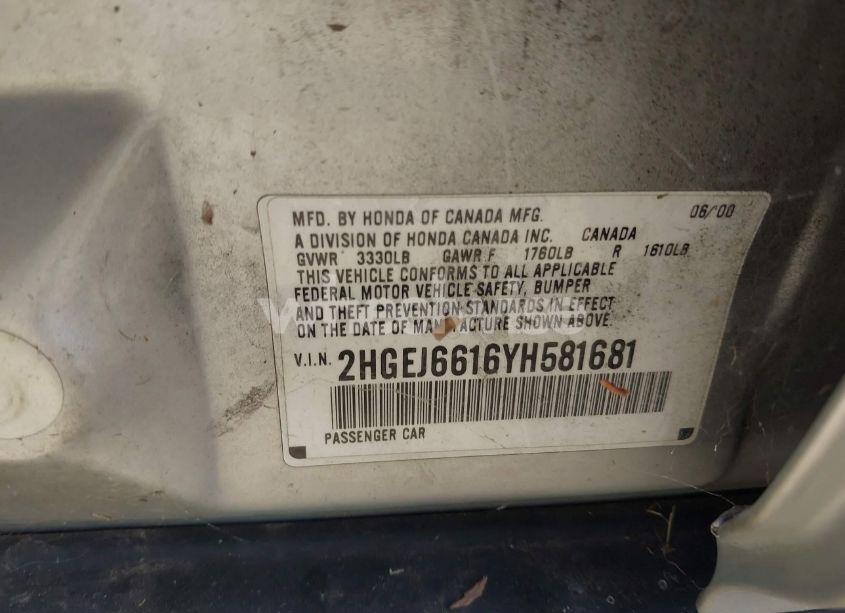 MFD. BY HONDA OF CANADA MFG. 06/00
A DIVISION OF HONDA CANADA INC. CANADA
GVWR 3330LB GAWR F 1760LB R 1610LB
THIS VEHICLE CONFORMS TO ALL APPLICABLE
FEDERAL MOTOR VEHICLE SAFETY, BUMPER
AND THEFT PREVENTION STANDARDS IN EFFECT
ON THE DATE OF MANUFACTURE SHOWN ABOVE.
V.I.N. 2HGEJ6616YH581681
PASSENGER CAR